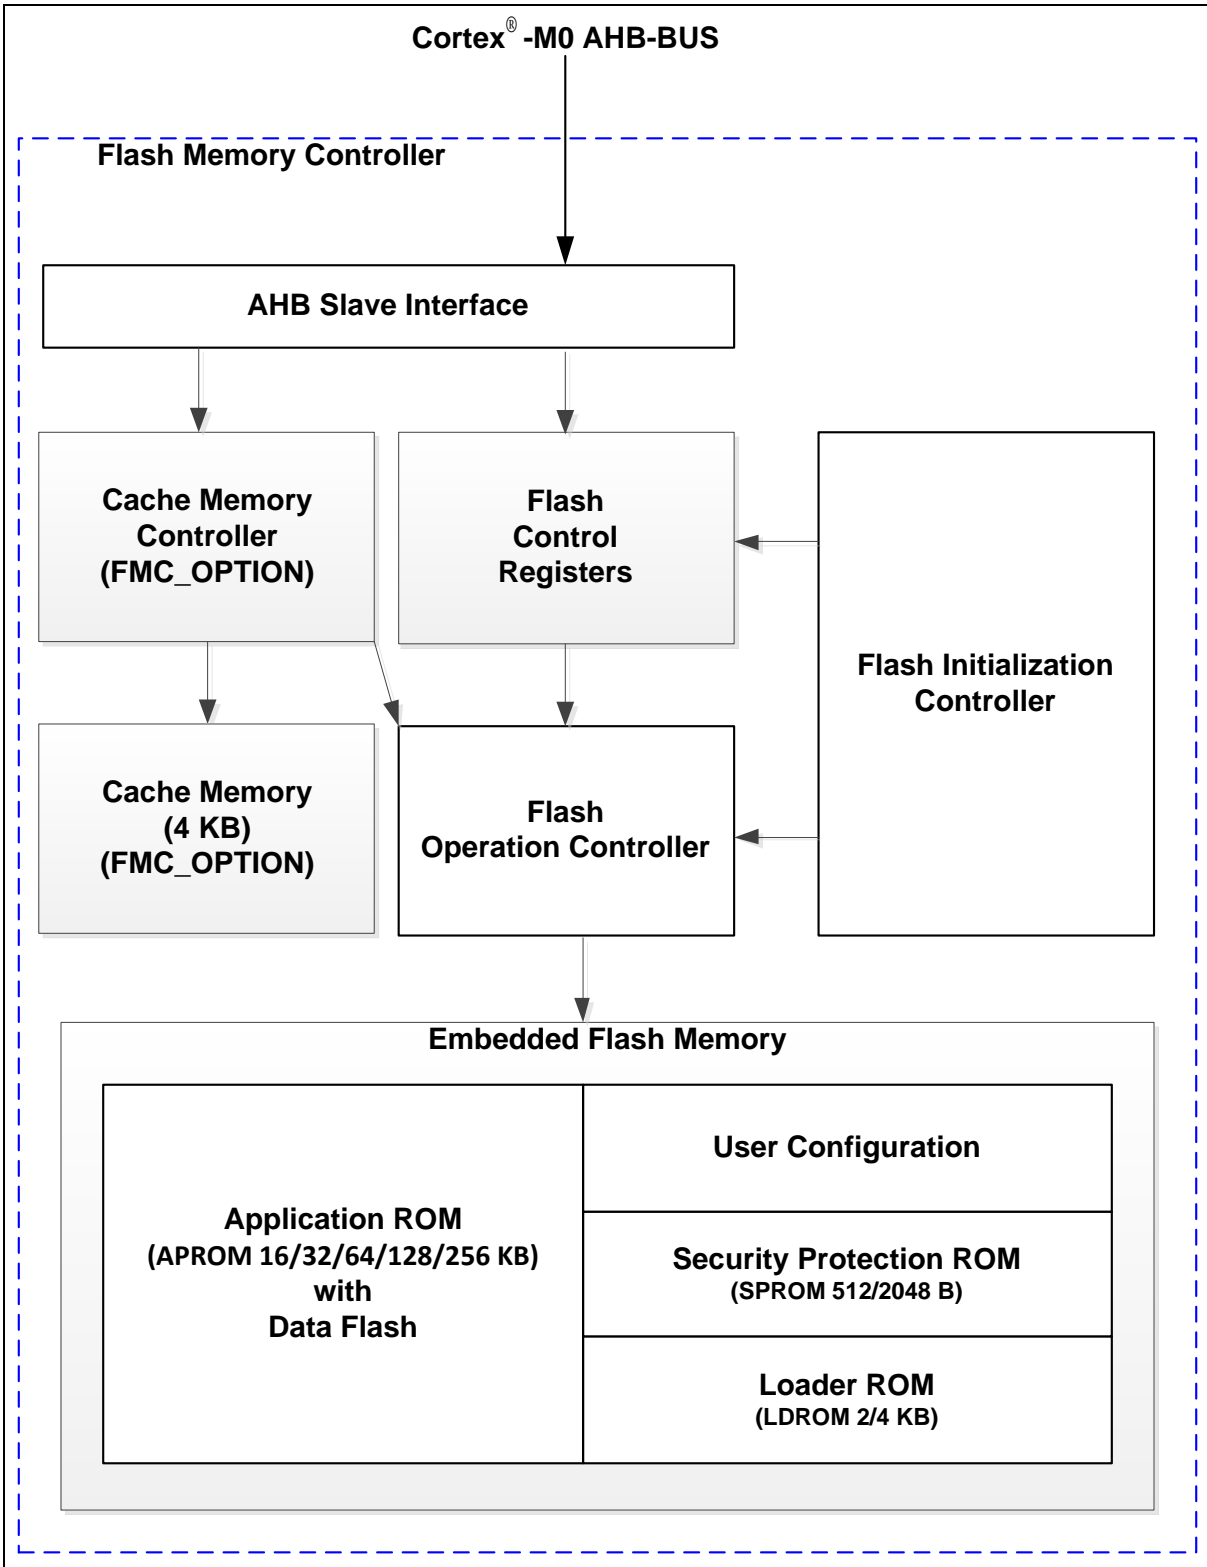 Cortex®-M0 AHB-BUS
Flash Memory Controller
AHB Slave Interface
Cache Memory
Controller
(FMC_OPTION)
Flash
Control
Registers
Flash Initialization
Controller
Cache Memory
(4 KB)
(FMC_OPTION)
Flash
Operation Controller
Embedded Flash Memory
Application ROM
(APROM 16/32/64/128/256 KB)
with
Data Flash
User Configuration
Security Protection ROM
(SPROM 512/2048 B)
Loader ROM
(LDROM 2/4 KB)